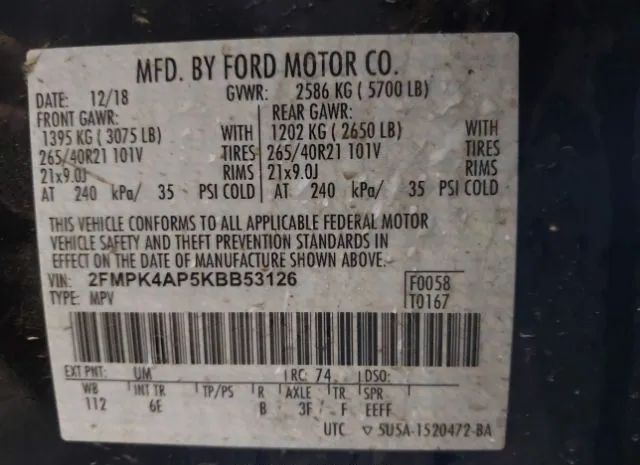 MFD. BY FORD MOTOR CO.
DATE: 12/18 GVWR: 2586 KG ( 5700 LB)
FRONT GAWR: REAR GAWR:
1395 KG ( 3075 LB) WITH 1202 KG ( 2650 LB) WITH
265/40R21 101V TIRES 265/40R21 101V TIRES
21x9.0J RIMS 21x9.0J RIMS
AT 240 kPa/ 35 PSI COLD AT 240 kPa/ 35 PSI COLD
THIS VEHICLE CONFORMS TO ALL APPLICABLE FEDERAL MOTOR
VEHICLE SAFETY AND THEFT PREVENTION STANDARDS IN
EFFECT ON THE DATE OF MANUFACTURE SHOWN ABOVE.
VIN: 2FMPK4AP5KBB53126 F0058
TYPE: MPV T0167
EXT PNT: UM RC: 74 DSO:
WB INT TR TP/PS R AXLE TR SPR
112 6E B 3F F EEFF
UTC ▽ 5U5A-1520472-BA